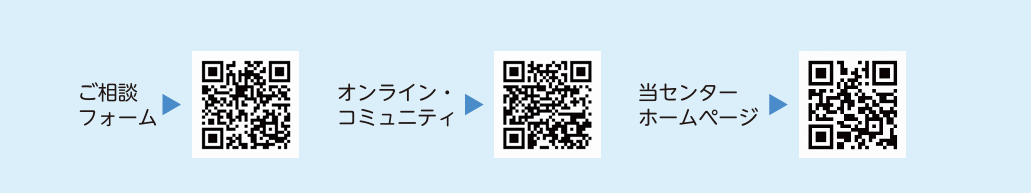 ご相談
フォーム
オンライン・
コミュニティ
当センター
ホームページ